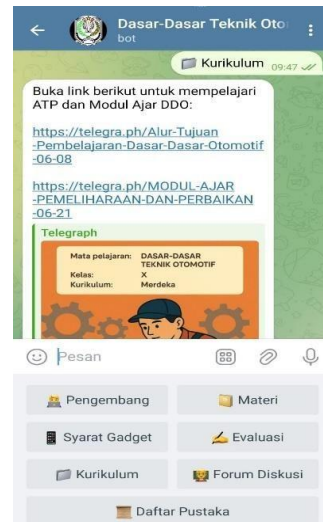 Dasar-Dasar Teknik Oto
bot
Kurikulum 09:47
Buka link berikut untuk mempelajari
ATP dan Modul Ajar DDO:
https://telegra.ph/Alur-Tujuan
-Pembelajaran-Dasar-Dasar-Otomotif
-06-08
https://telegra.ph/MODUL-AJAR
-PEMELIHARAAN-DAN-PERBAIKAN
-06-21
Telegraph
Mata pelajaran: DASAR-DASAR
TEKNIK OTOMOTIF
Kelas: X
Kurikulum: Merdeka
Pesan
Pengembang
Materi
Syarat Gadget
Evaluasi
Kurikulum
Forum Diskusi
Daftar Pustaka